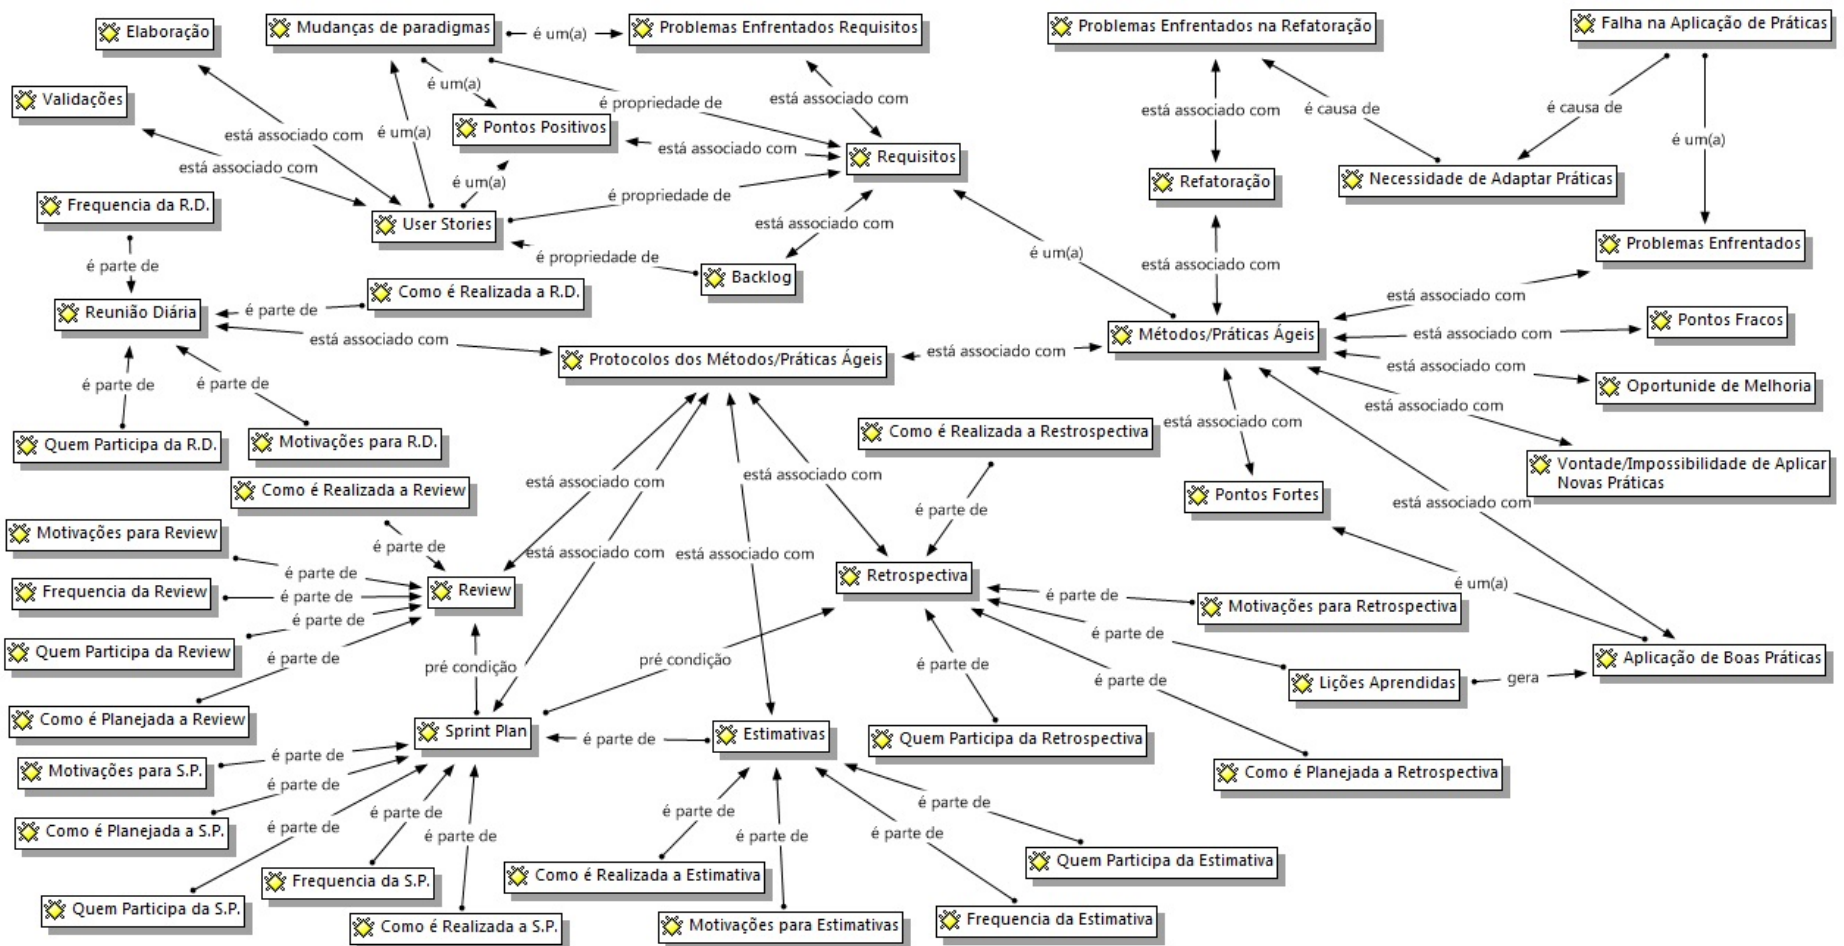 Elaboração
Mudanças de paradigmas
é um(a)
Problemas Enfrentados Requisitos
Problemas Enfrentados na Refatoração
Falha na Aplicação de Práticas
Validações
é um(a)
é propriedade de
está associado com
está associado com
é causa de
é causa de
está associado com
é um(a)
Pontos Positivos
está associado com
Requisitos
é um(a)
está associado com
é um(a)
Refatoração
Necessidade de Adaptar Práticas
Frequencia da R.D.
é propriedade de
User Stories
está associado com
Problemas Enfrentados
é parte de
é propriedade de
Backlog
é um(a)
está associado com
Como é Realizada a R.D.
está associado com
Reunião Diária
é parte de
Métodos/Práticas Ágeis
está associado com
Pontos Fracos
está associado com
Protocolos dos Métodos/Práticas Ágeis
está associado com
está associado com
Oportunide de Melhoria
é parte de
é parte de
está associado com
está associado com
Quem Participa da R.D.
Motivações para R.D.
Como é Realizada a Restrospectiva
Vontade/Impossibilidade de Aplicar
Novas Práticas
Como é Realizada a Review
está associado com
está associado com
Pontos Fortes
está associado com
é parte de
Motivações para Review
é parte de
está associado com
está associado com
é parte de
Review
Retrospectiva
é um(a)
Frequencia da Review
é parte de
é parte de
Motivações para Retrospectiva
é parte de
é parte de
Quem Participa da Review
é parte de
pré condição
pré condição
é parte de
Aplicação de Boas Práticas
é parte de
Lições Aprendidas
gera
Como é Planejada a Review
Sprint Plan
é parte de
Estimativas
Quem Participa da Retrospectiva
é parte de
Motivações para S.P.
Como é Planejada a Retrospectiva
é parte de
é parte de
é parte de
é parte de
é parte de
Como é Planejada a S.P.
é parte de
é parte de
é parte de
Quem Participa da Estimativa
Frequencia da S.P.
Como é Realizada a Estimativa
Quem Participa da S.P.
Como é Realizada a S.P.
Motivações para Estimativas
Frequencia da Estimativa